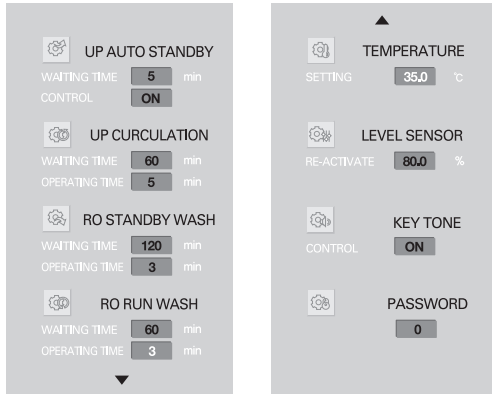 UP AUTO STANDBY
WAITING TIME 5 min
CONTROL ON
UP CURCULATION
WAITING TIME 60 min
OPERATING TIME 5 min
RO STANDBY WASH
WAITING TIME 120 min
OPERATING TIME 3 min
RO RUN WASH
WAITING TIME 60 min
OPERATING TIME 3 min
TEMPERATURE
SETTING 35.0 ℃
LEVEL SENSOR
RE-ACTIVATE 80.0 %
KEY TONE
CONTROL ON
PASSWORD
0